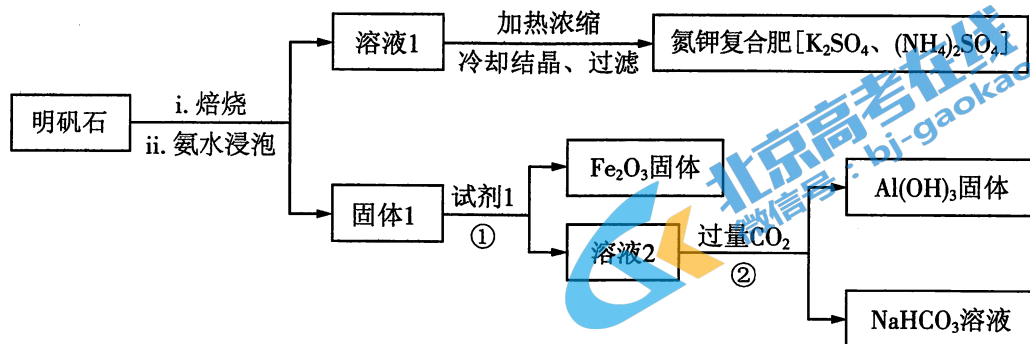 溶液1
加热浓缩
冷却结晶、过滤
氮钾复合肥[K₂SO₄、(NH₄)₂SO₄]
明矾石
i. 焙烧
ii. 氨水浸泡
固体1
试剂1
①
Fe₂O₃固体
溶液2
过量CO₂
②
Al(OH)₃固体
NaHCO₃溶液
北京高考在线
微信号：bj-gaokao